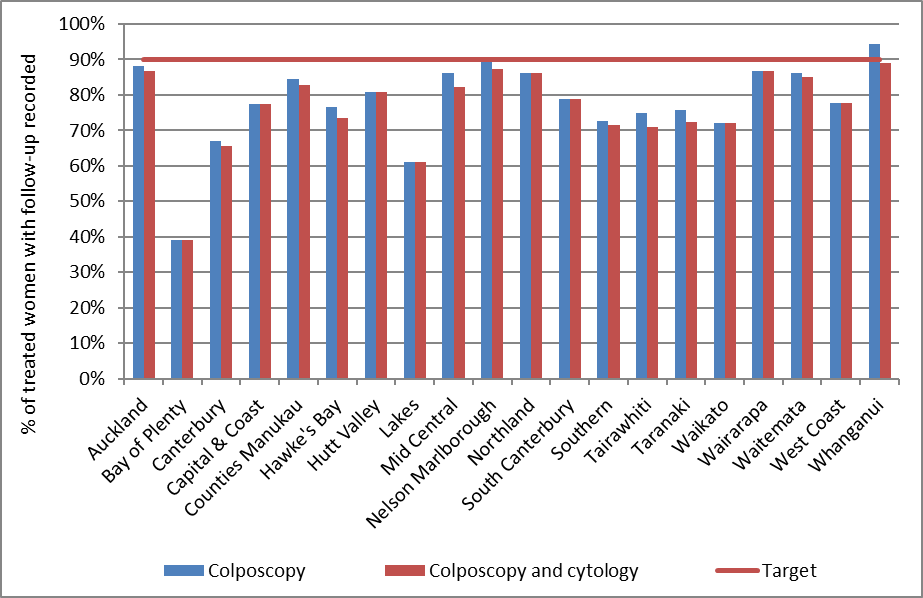 % of treated women with follow-up recorded
100%
90%
80%
70%
60%
50%
40%
30%
20%
10%
0%
Auckland
Bay of Plenty
Canterbury
Capital & Coast
Counties Manukau
Hawke's Bay
Hutt Valley
Lakes
Mid Central
Nelson Marlborough
Northland
South Canterbury
Southern
Tairawhiti
Taranaki
Waikato
Wairarapa
Waitemata
West Coast
Whanganui
Colposcopy
Colposcopy and cytology
Target